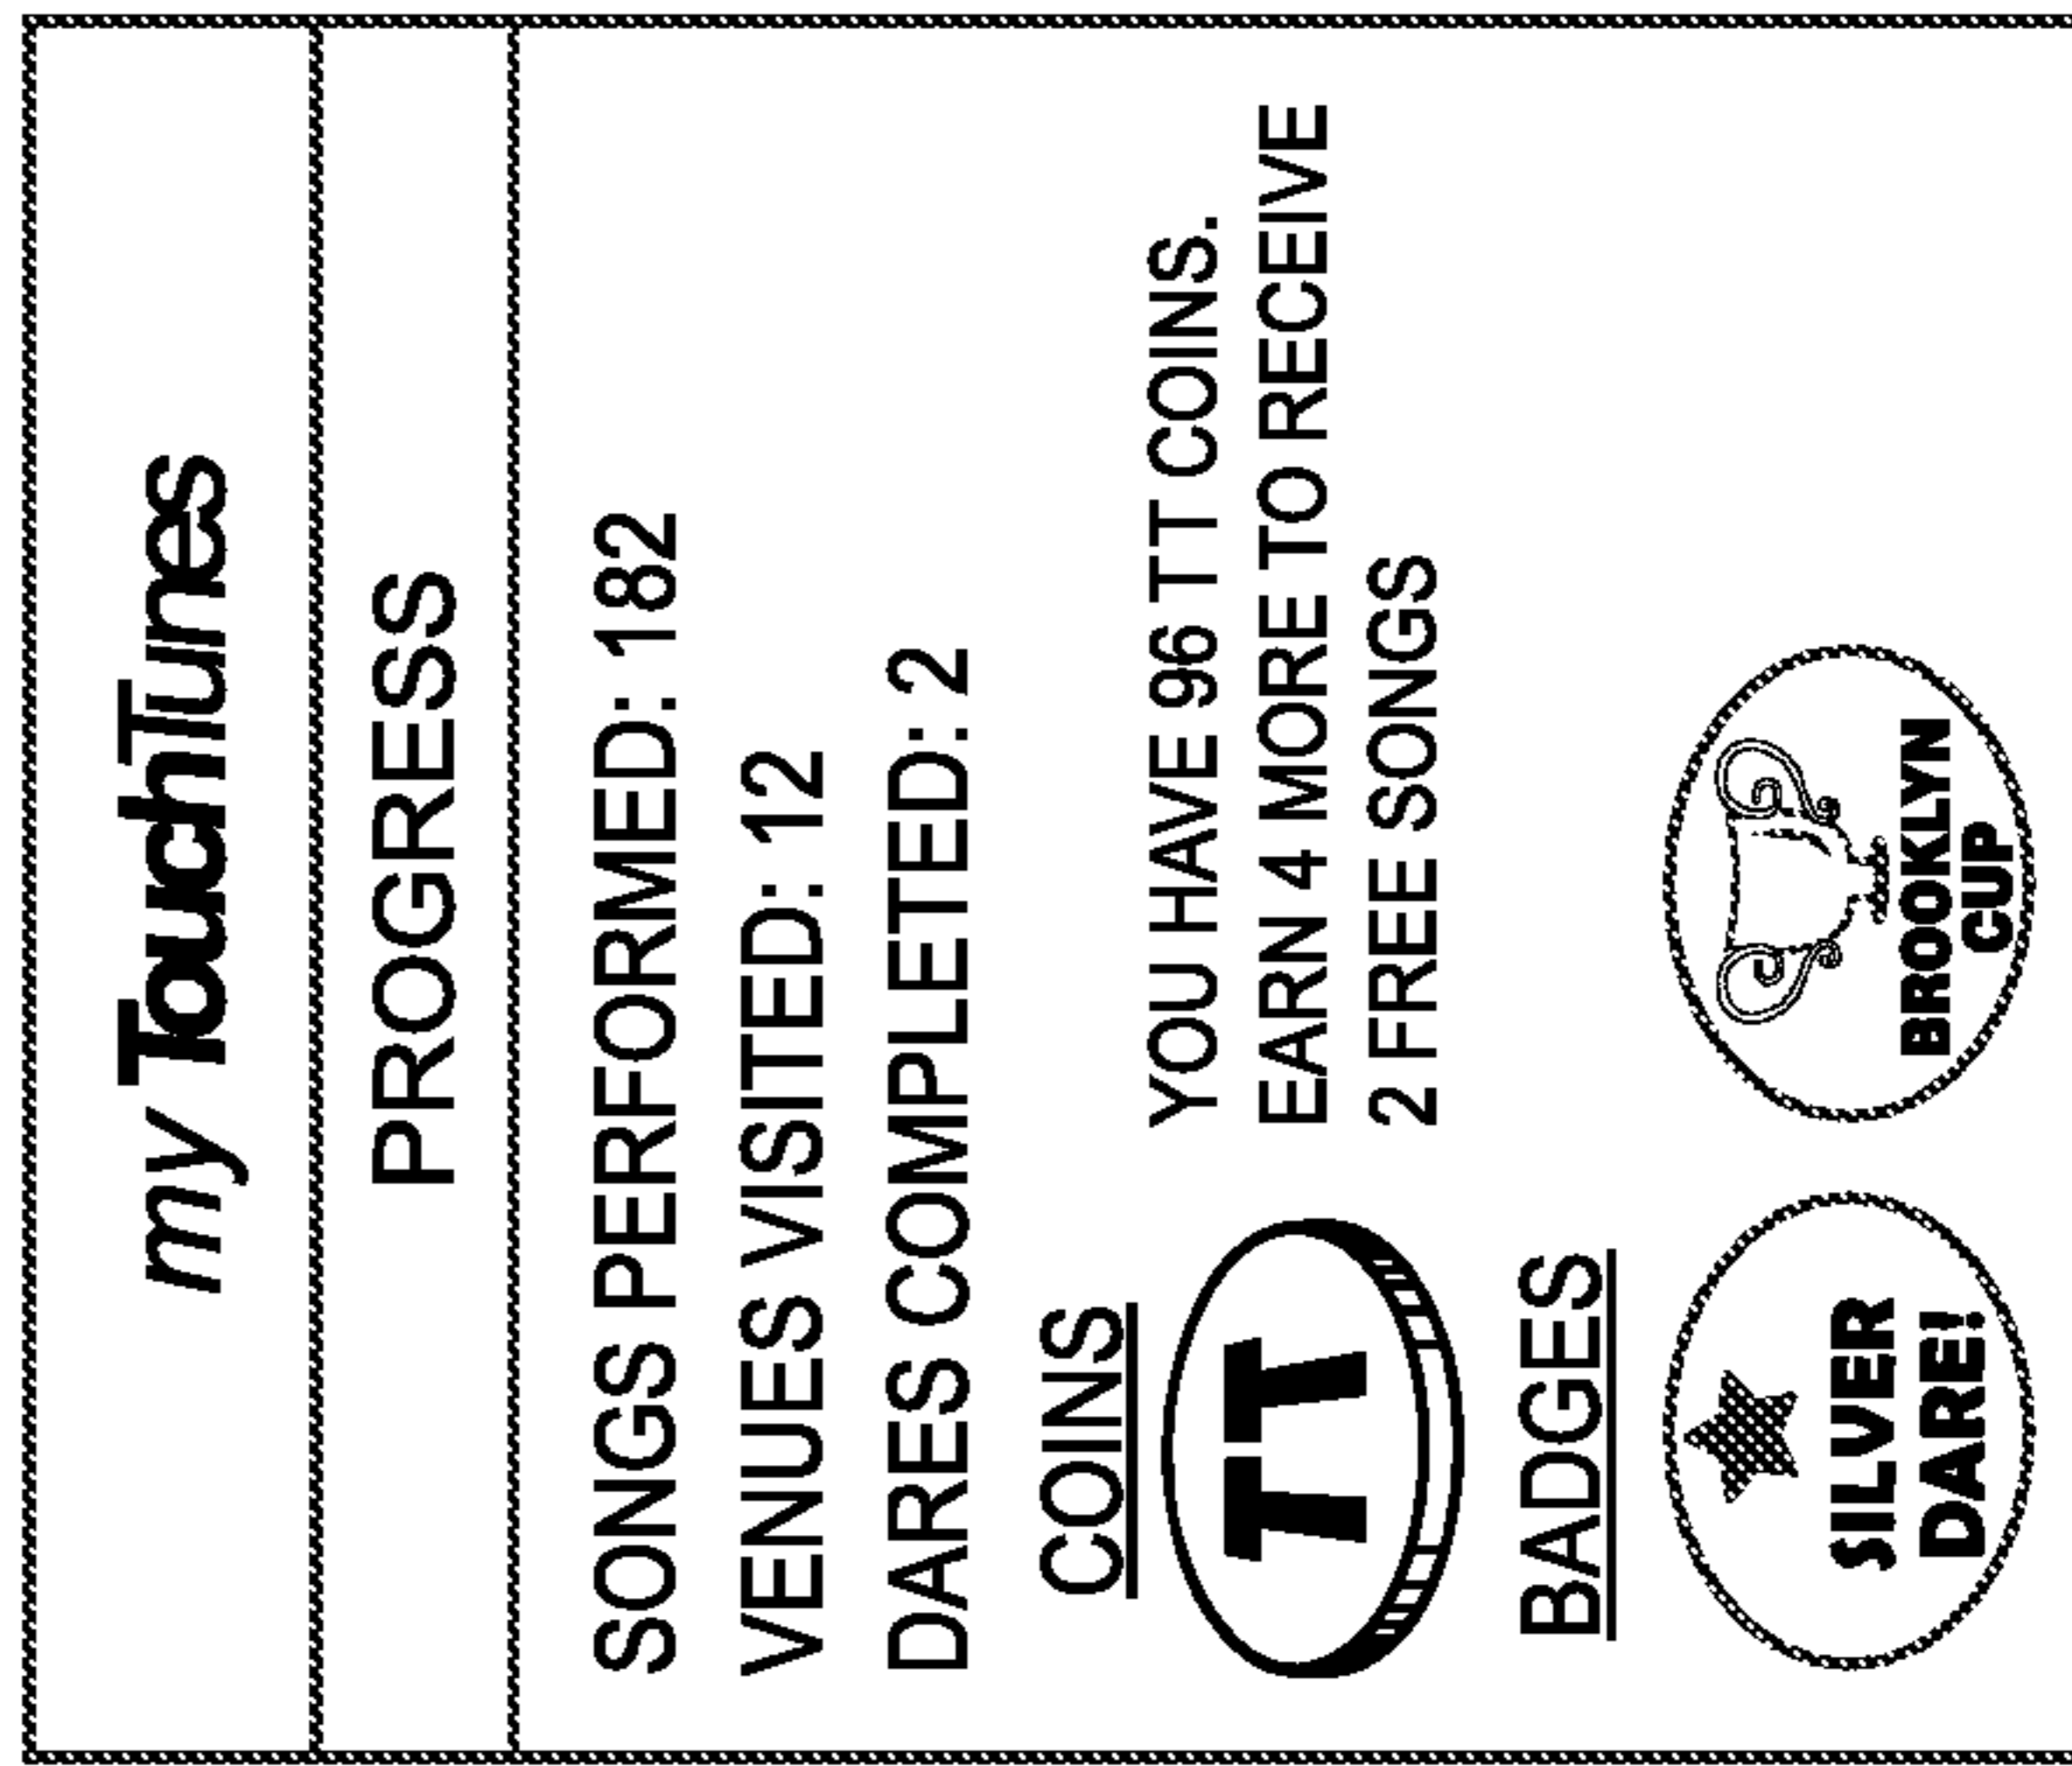 my TouchTunes
PROGRESS
SONGS PERFORMED: 182
VENUES VISITED: 12
DARES COMPLETED: 2
COINS
TT
YOU HAVE 96 TT COINS.
EARN 4 MORE TO RECEIVE
2 FREE SONGS
BADGES
SILVER
DARE!
BROOKLYN
CUP